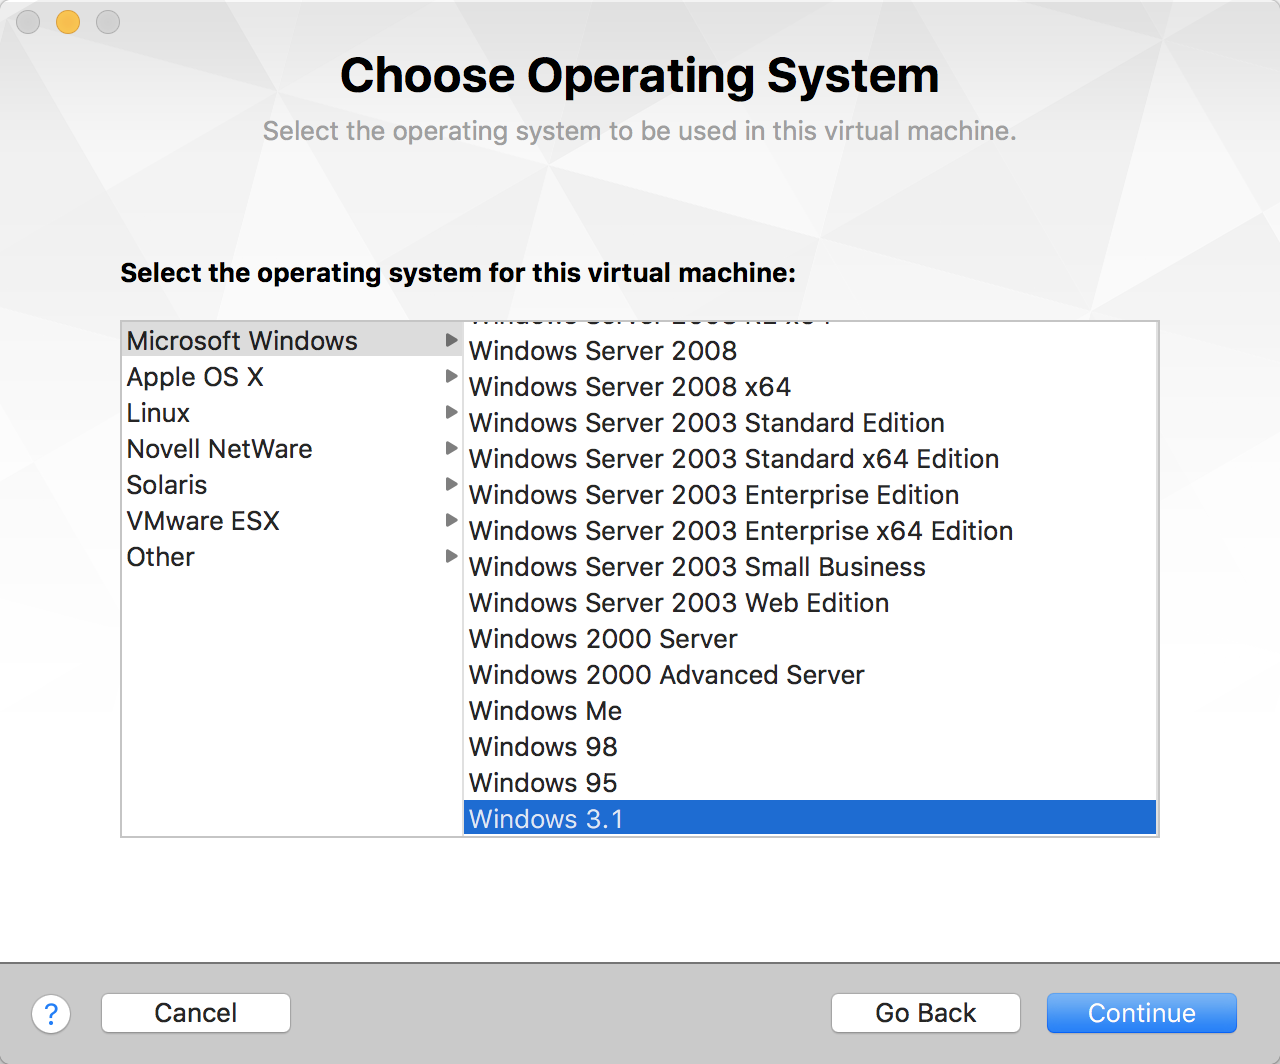 Choose Operating System
Select the operating system to be used in this virtual machine.
Select the operating system for this virtual machine:
Microsoft Windows
Apple OS X
Linux
Novell NetWare
Solaris
VMware ESX
Other
Windows Server 2008
Windows Server 2008 x64
Windows Server 2003 Standard Edition
Windows Server 2003 Standard x64 Edition
Windows Server 2003 Enterprise Edition
Windows Server 2003 Enterprise x64 Edition
Windows Server 2003 Small Business
Windows Server 2003 Web Edition
Windows 2000 Server
Windows 2000 Advanced Server
Windows Me
Windows 98
Windows 95
Windows 3.1
? Cancel Go Back Continue